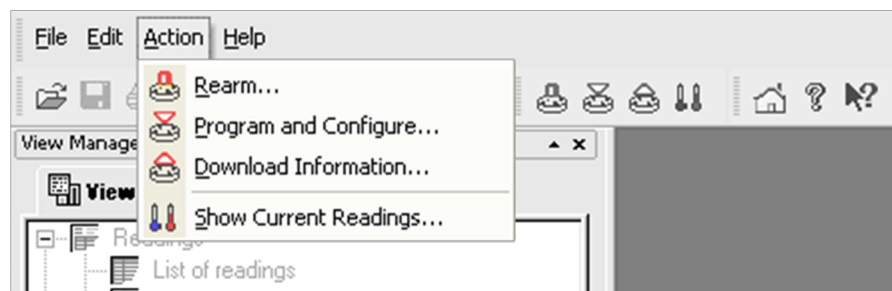 File Edit Action Help
Rearm...
Program and Configure...
Download Information...
Show Current Readings...
View Manage
View
Readings
List of readings